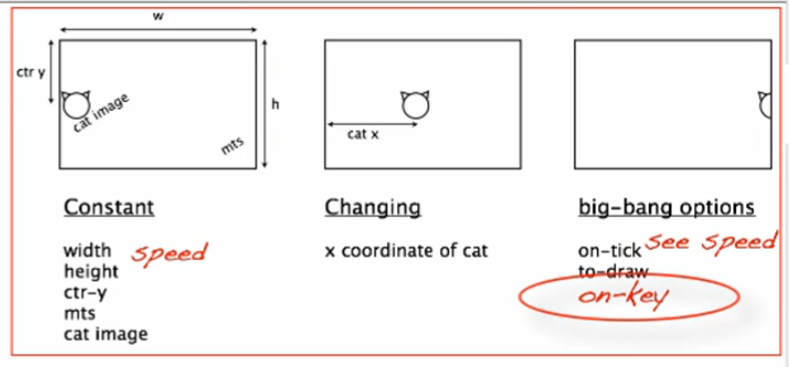 w
ctr y
cat image
mts
h
cat x
Constant
width speed
height
ctr-y
mts
cat image
Changing
x coordinate of cat
big-bang options
on-tick see speed
to-draw
on-key